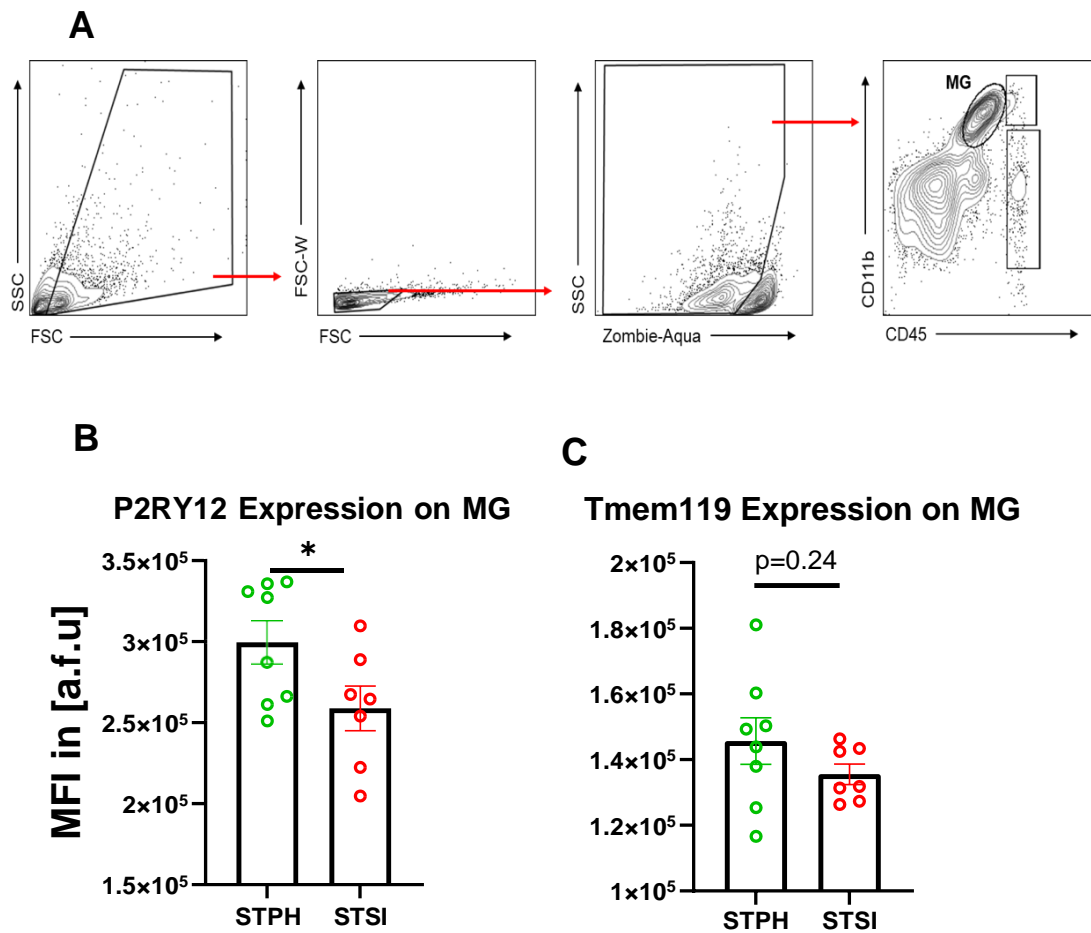 A
SSC
FSC
FSC-W
FSC
SSC
Zombie-Aqua
MG
CD11b
CD45
B
P2RY12 Expression on MG
*
MFI in [a.f.u]
3.5×10⁵
3×10⁵
2.5×10⁵
2×10⁵
1.5×10⁵
STPH STSI
C
Tmem119 Expression on MG
p=0.24
2×10⁵
1.8×10⁵
1.6×10⁵
1.4×10⁵
1.2×10⁵
1×10⁵
STPH STSI